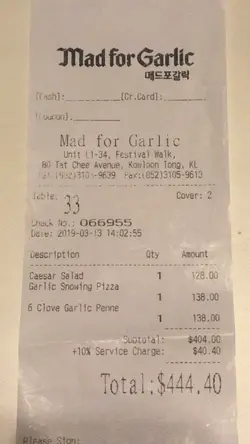 Mad for Garlic
매드포갈릭
[Cash]:__________[Cr.Card]:__________
[Coupon]:__________
Mad for Garlic
Unit L1-34, Festival Walk,
80 Tat Chee Avenue, Kowloon Tong, KL
Tel:(852)3105-9639 Fax:(852)3105-9613
Table: 33 Cover: 2
Check No.: 066955
Date: 2019-03-13 14:02:55
Description Qty Amount
Caesar Salad 1 128.00
Garlic Snowing Pizza
1 138.00
6 Clove Garlic Penne
1 138.00
Subtotal: $404.00
+10% Service Charge: $40.40
Total:$444.40
Please Sign: